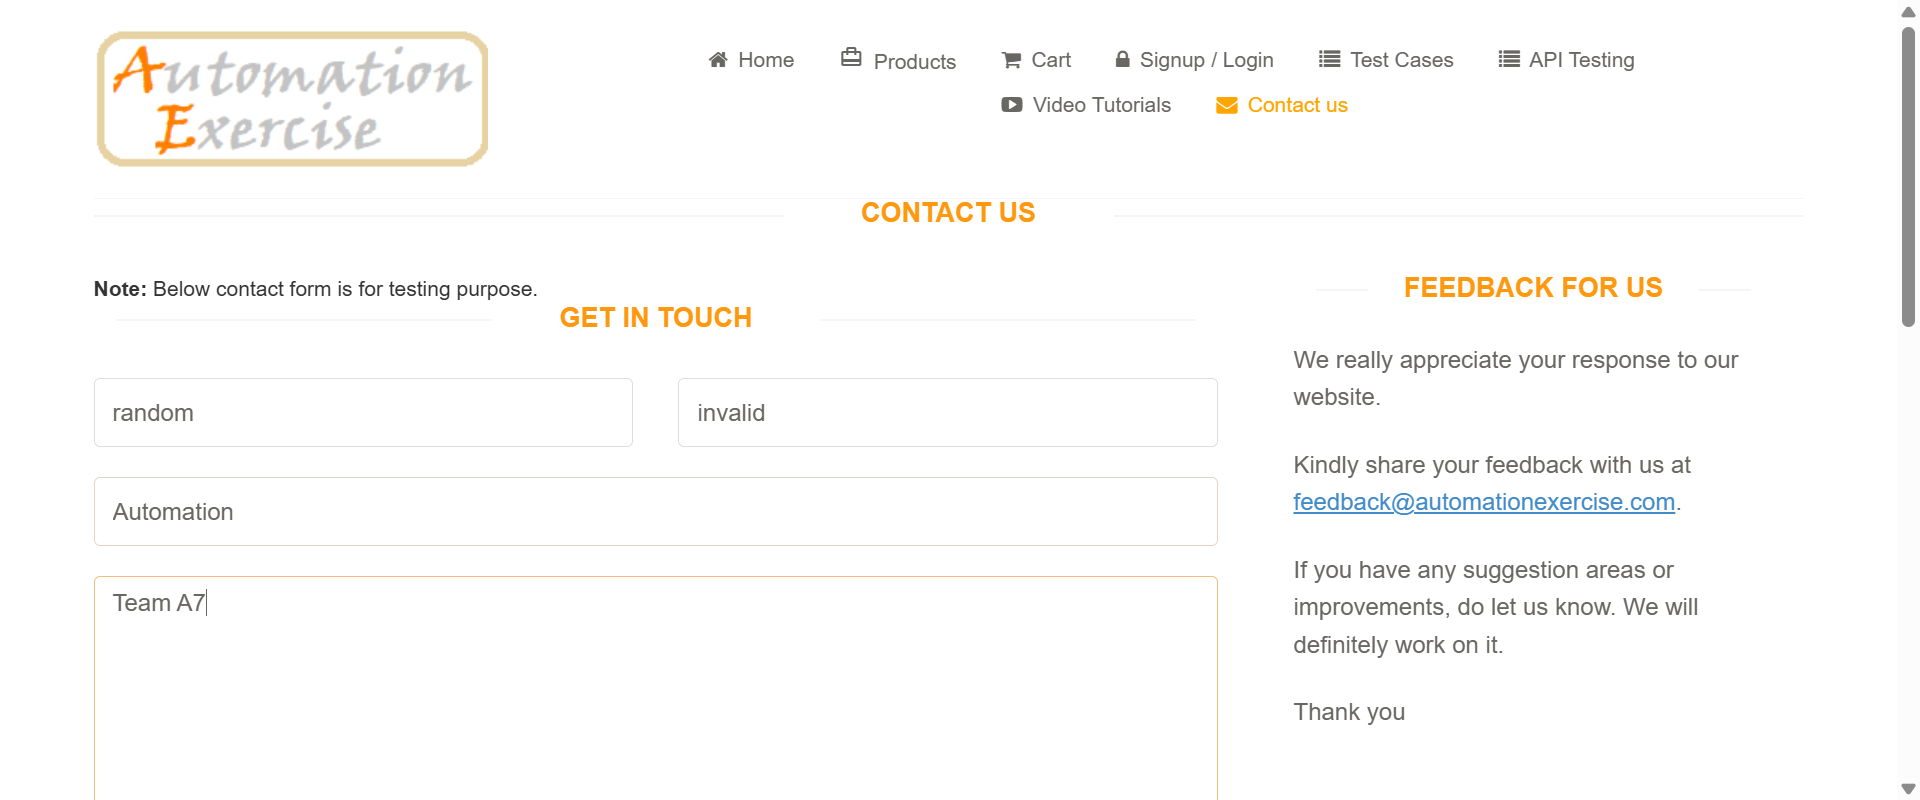 Automation
Exercise
Home
Products
Cart
Signup / Login
Test Cases
API Testing
Video Tutorials
Contact us
CONTACT US
Note: Below contact form is for testing purpose.
GET IN TOUCH
random
invalid
Automation
Team A7
FEEDBACK FOR US
We really appreciate your response to our
website.
Kindly share your feedback with us at
feedback@automationexercise.com.
If you have any suggestion areas or
improvements, do let us know. We will
definitely work on it.
Thank you